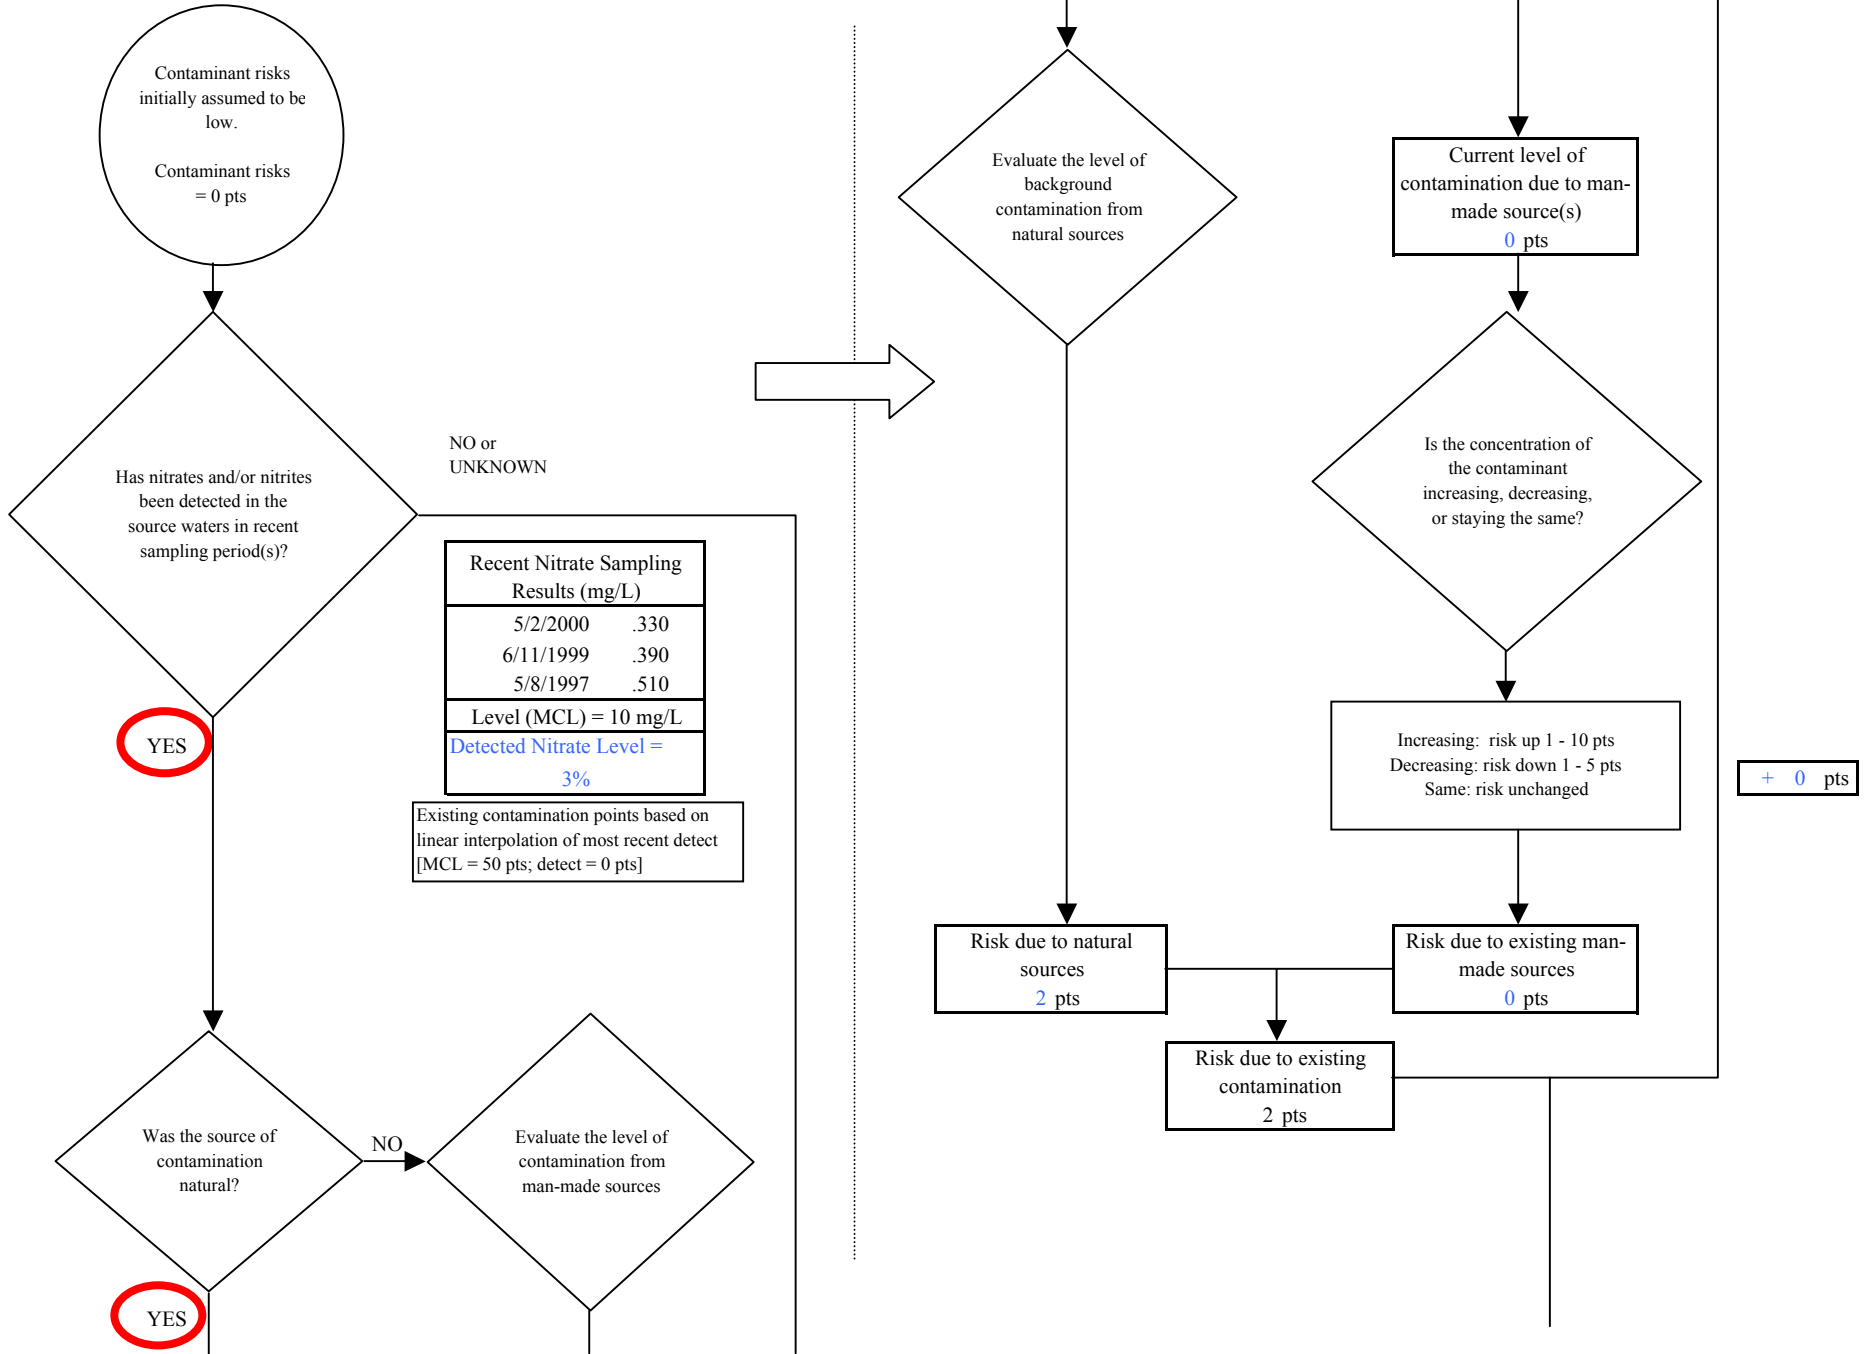 Contaminant risks
initially assumed to be
low.
Contaminant risks
= 0 pts
Has nitrates and/or nitrites
been detected in the
source waters in recent
sampling period(s)?
NO or
UNKNOWN
Recent Nitrate Sampling
Results (mg/L)
5/2/2000 .330
6/11/1999 .390
5/8/1997 .510
Level (MCL) = 10 mg/L
Detected Nitrate Level =
3%
YES
Existing contamination points based on
linear interpolation of most recent detect
[MCL = 50 pts; detect = 0 pts]
Was the source of
contamination
natural?
NO
Evaluate the level of
contamination from
man-made sources
YES
Evaluate the level of
background
contamination from
natural sources
Current level of
contamination due to man-
made source(s)
0 pts
Is the concentration of
the contaminant
increasing, decreasing,
or staying the same?
Increasing: risk up 1 - 10 pts
Decreasing: risk down 1 - 5 pts
Same: risk unchanged
+ 0 pts
Risk due to natural
sources
2 pts
Risk due to existing man-
made sources
0 pts
Risk due to existing
contamination
2 pts